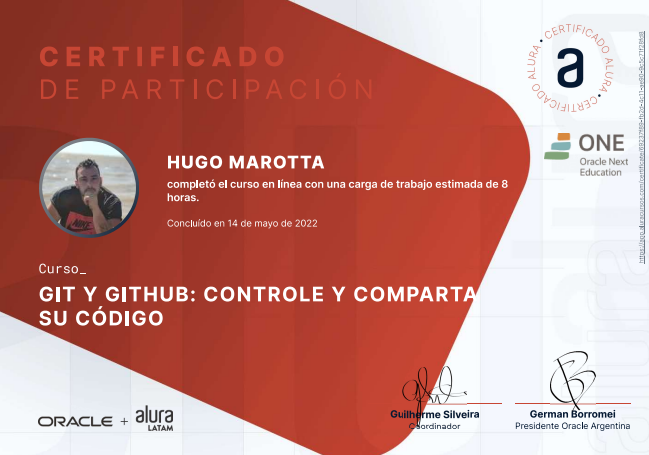 CERTIFICADO
DE PARTICIPACIÓN
CERTIFICADO ALURA • CERTIFICADO ALURA •
a
ONE
Oracle Next
Education
HUGO MAROTTA
completó el curso en línea con una carga de trabajo estimada de 8
horas.
Concluído en 14 de mayo de 2022
NIKE
Curso_
GIT Y GITHUB: CONTROLE Y COMPARTA
SU CÓDIGO
ORACLE + alura
LATAM
Guilherme Silveira
Coordinador
German Borromei
Presidente Oracle Argentina